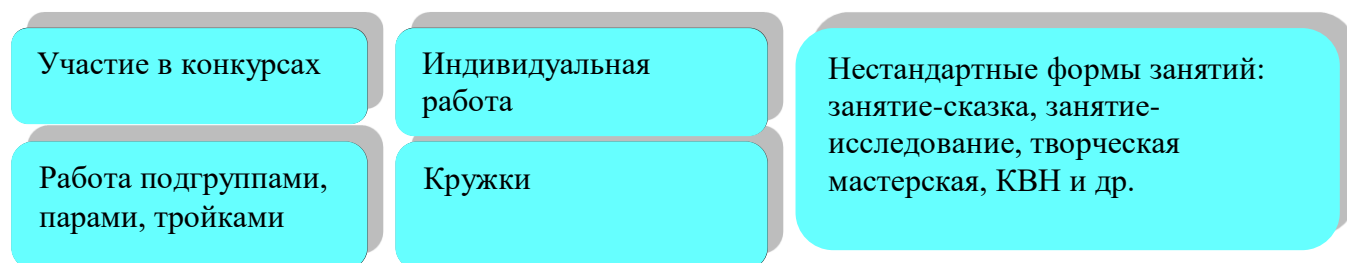 Участие в конкурсах
Индивидуальная
работа
Нестандартные формы занятий:
занятие-сказка, занятие-
исследование, творческая
мастерская, КВН и др.
Работа подгруппами,
парами, тройками
Кружки